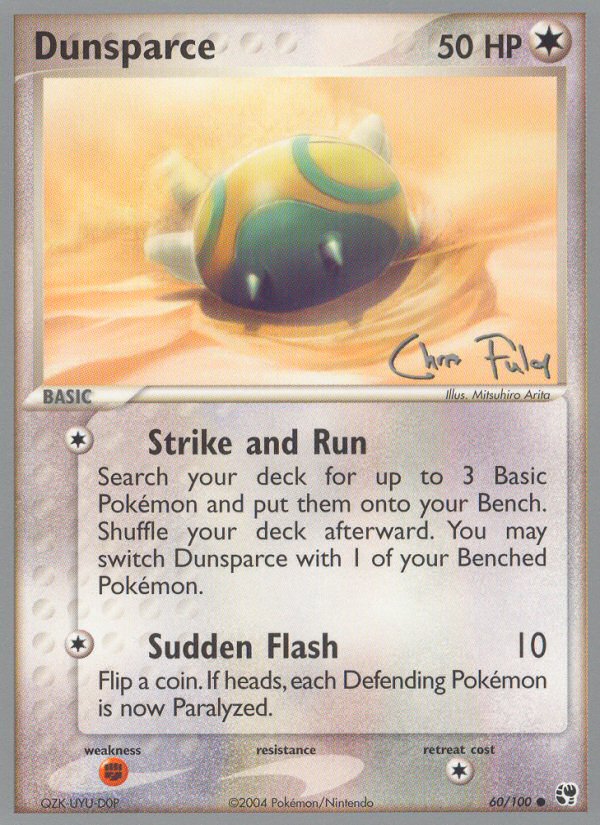 Dunsparce 50 HP
Chris Fulop
BASIC Illus. Mitsuhiro Arita
Strike and Run
Search your deck for up to 3 Basic
Pokémon and put them onto your Bench.
Shuffle your deck afterward. You may
switch Dunsparce with 1 of your Benched
Pokémon.
Sudden Flash 10
Flip a coin. If heads, each Defending Pokémon
is now Paralyzed.
weakness resistance retreat cost
QZK-UYU-D0P ©2004 Pokémon/Nintendo 60/100